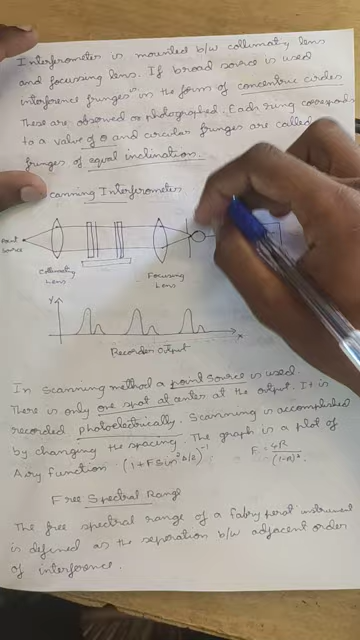 Interferometer is mounted b/w collimating lens
and focussing lens. If broad source is used
interference fringes in the form of concentric circles
These are observed or photographed. Each ring correspond
to a value of θ and circular fringes are called
fringes of equal inclination.
canning Interferometer
Point
Source
Collimating
Lens
Focusing
Lens
Y
x
Recorder Output
In Scanning method a point source is used.
There is only one spot at center at the output. It is
recorded photoelectrically. Scanning is accomplished
by changing the spacing. The graph is a plot of
Airy function : (1 + F Sin² Δ/2)⁻¹ F = 4R/(1-R)²
Free Spectral Range
The free spectral range of a fabry perot instrument
is defined as the seperation b/w adjacent order
of interference.